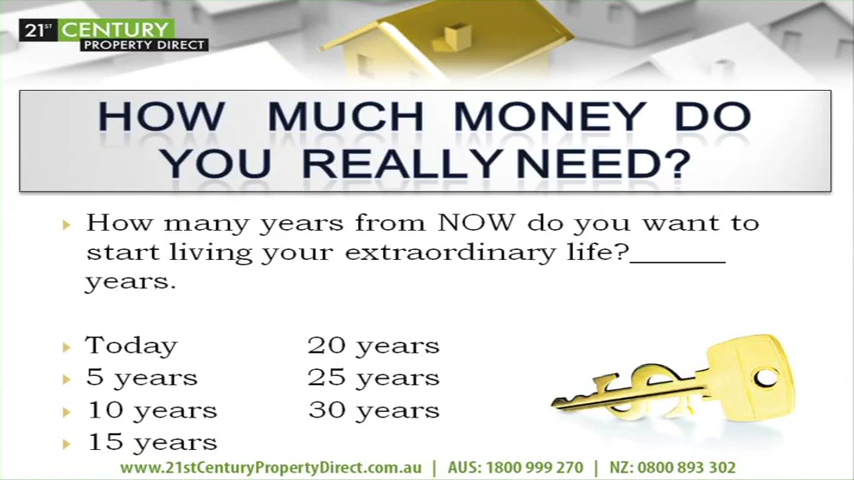 21ST CENTURY
PROPERTY DIRECT
HOW MUCH MONEY DO
YOU REALLY NEED?
How many years from NOW do you want to
start living your extraordinary life?______
years.
Today
5 years
10 years
15 years
20 years
25 years
30 years
www.21stCenturyPropertyDirect.com.au | AUS: 1800 999 270 | NZ: 0800 893 302